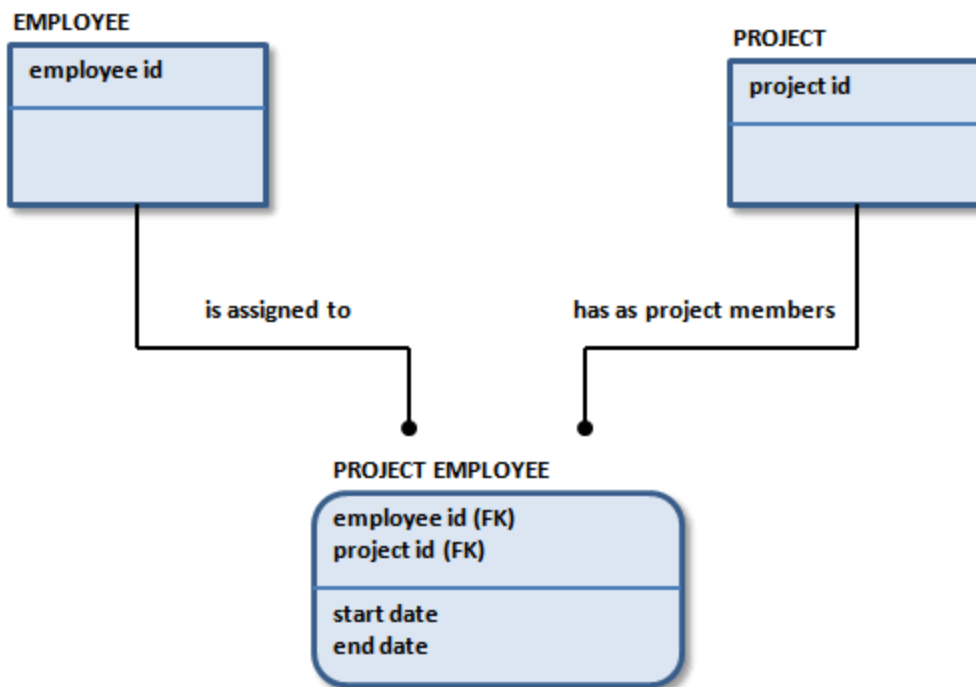 EMPLOYEE
employee id
PROJECT
project id
is assigned to
has as project members
PROJECT EMPLOYEE
employee id (FK)
project id (FK)
start date
end date